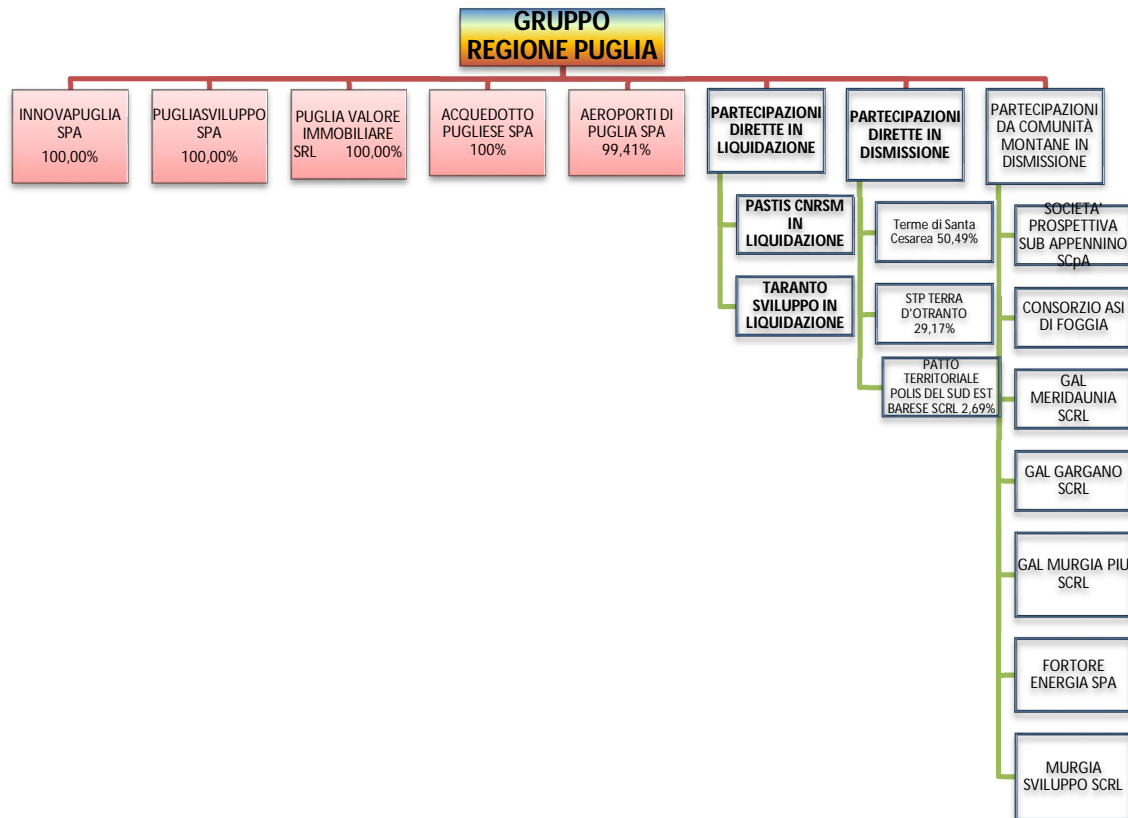 GRUPPO
REGIONE PUGLIA
INNOVAPUGLIA
SPA
100,00%
PUGLIASVILUPPO
SPA
100,00%
PUGLIA VALORE
IMMOBILIARE
SRL 100,00%
ACQUEDOTTO
PUGLIESE SPA
100%
AEROPORTI DI
PUGLIA SPA
99,41%
PARTECIPAZIONI
DIRETTE IN
LIQUIDAZIONE
PASTIS CNRSM
IN
LIQUIDAZIONE
TARANTO
SVILUPPO IN
LIQUIDAZIONE
PARTECIPAZIONI
DIRETTE IN
DISMISSIONE
Terme di Santa
Cesarea 50,49%
STP TERRA
D'OTRANTO
29,17%
PATTO
TERRITORIALE
POLIS DEL SUD EST
BARESE SCRL 2,69%
PARTECIPAZIONI
DA COMUNITÀ
MONTANE IN
DISMISSIONE
SOCIETA'
PROSPETTIVA
SUB APPENNINO
SCpA
CONSORZIO ASI
DI FOGGIA
GAL
MERIDAUNIA
SCRL
GAL GARGANO
SCRL
GAL MURGIA PIU
SCRL
FORTORE
ENERGIA SPA
MURGIA
SVILUPPO SCRL